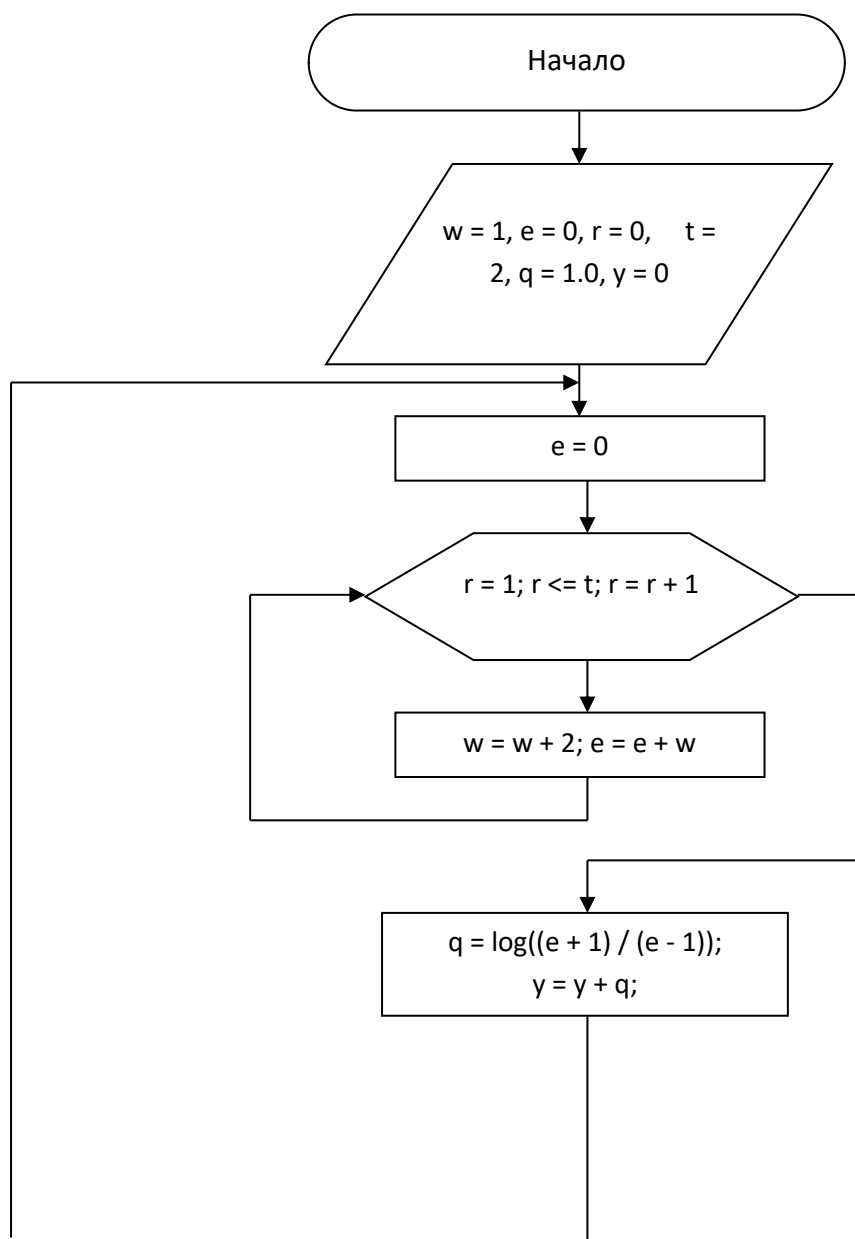 Начало
w = 1, e = 0, r = 0, t =
2, q = 1.0, y = 0
e = 0
r = 1; r <= t; r = r + 1
w = w + 2; e = e + w
q = log((e + 1) / (e - 1));
y = y + q;